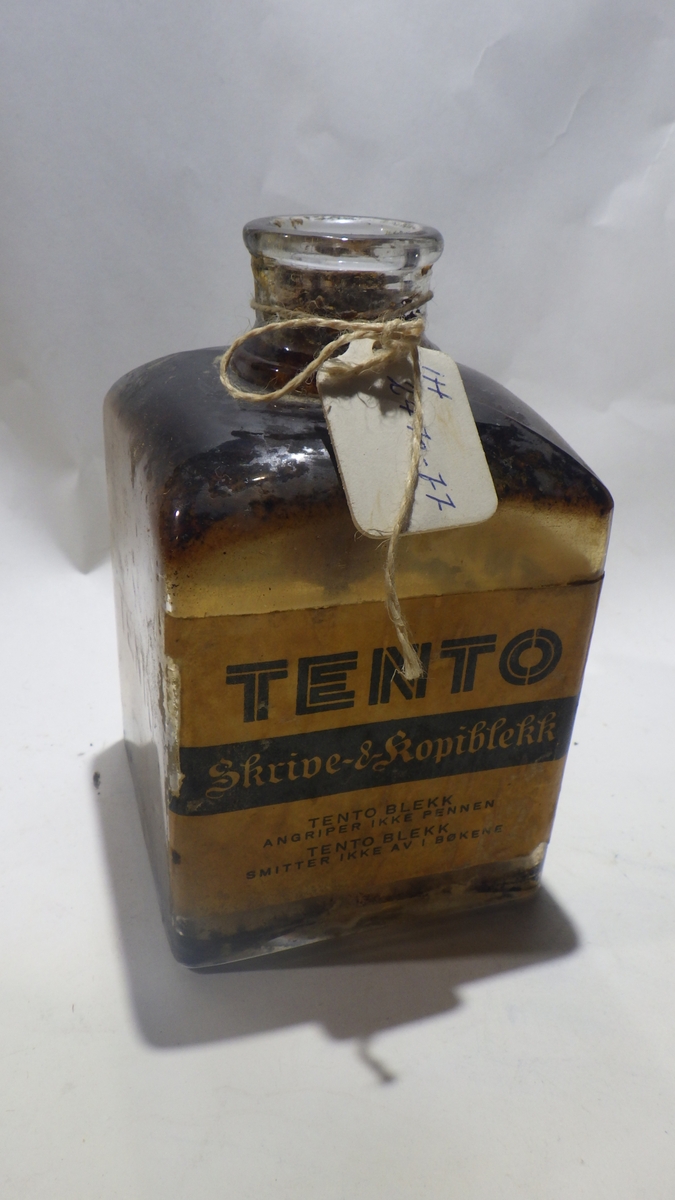 TENTO
Skrive-&Kopiblekk
TENTO BLEKK
ANGRIPER IKKE PENNEN
TENTO BLEKK
SMITTER IKKE AV I BØKENE